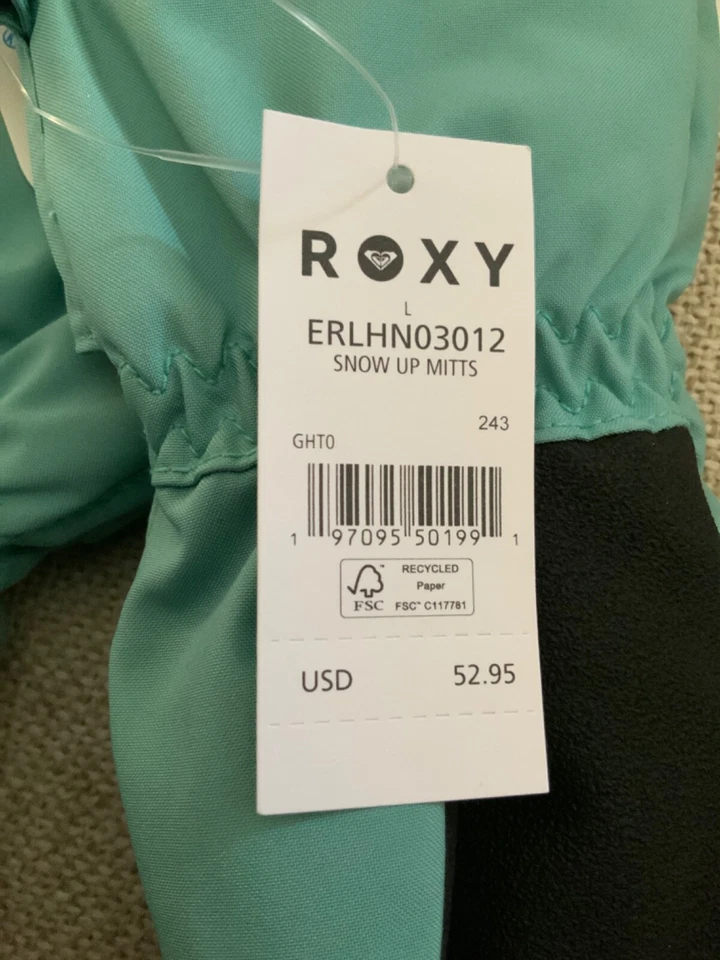 ROXY
L
ERLHN03012
SNOW UP MITTS
243
GHT0
1 97095 50199 1
RECYCLED
Paper
FSC
FSC™ C117781
USD 52.95